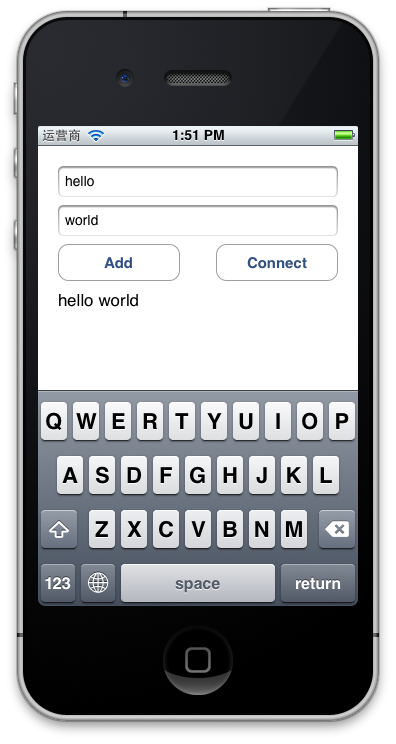 运营商 1:51 PM
hello
world
Add Connect
hello world
Q W E R T Y U I O P
A S D F G H J K L
Z X C V B N M
123 space return